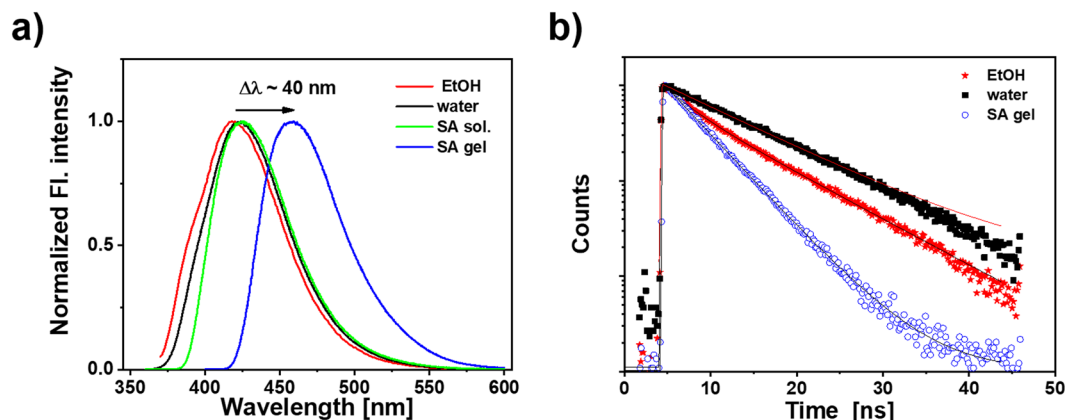 a)
Normalized Fl. intensity
1.0
0.5
0.0
Δλ ~ 40 nm
EtOH
water
SA sol.
SA gel
350 400 450 500 550 600
Wavelength [nm]
b)
Counts
EtOH
water
SA gel
0 10 20 30 40 50
Time [ns]